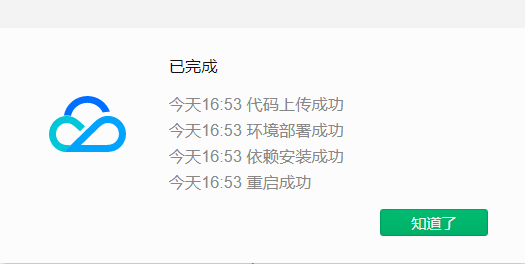 已完成
今天16:53 代码上传成功
今天16:53 环境部署成功
今天16:53 依赖安装成功
今天16:53 重启成功
知道了